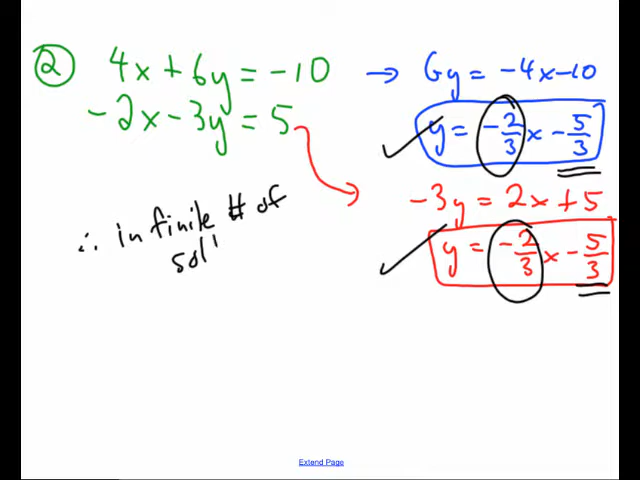 ② 4x + 6y = -10 → 6y = -4x - 10
-2x - 3y = 5
y = -2/3 x - 5/3
-3y = 2x + 5
y = -2/3 x - 5/3
∴ infinite # of
sol'
Extend Page